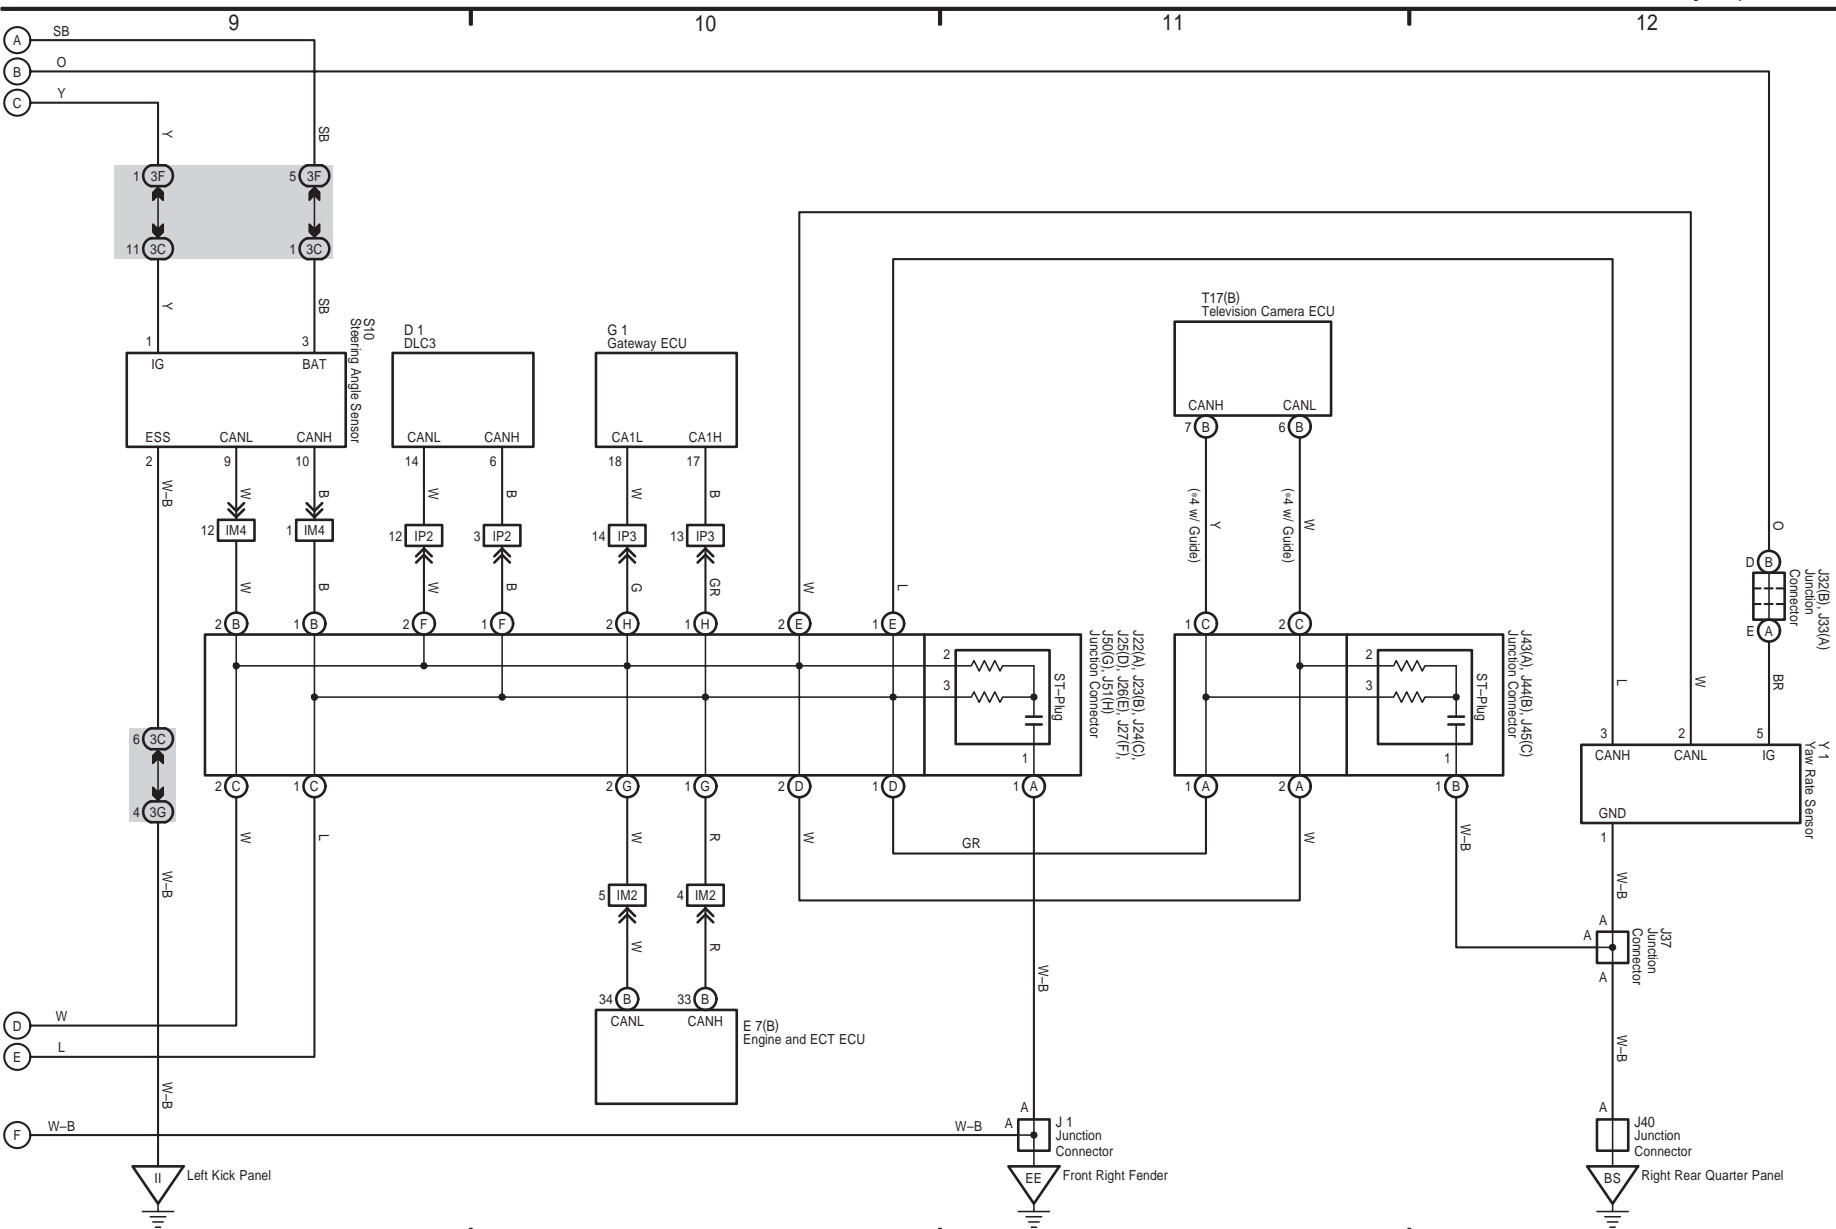 9 10 11 12
A SB
B O
C Y
Y SB
1 3F 5 3F
11 3C 1 3C
Y SB
T17(B)
Television Camera ECU
S10
Steering Angle Sensor
D 1
DLC3
G 1
Gateway ECU
1 3
IG BAT
CANH CANL
ESS CANL CANH
CANL CANH
CA1L CA1H
7 B 6 B
2 9 10 14 6 18 17
W–B W B W B W B
(*4 w/ Guide) Y (*4 w/ Guide) W
O
12 IM4 1 IM4 12 IP2 3 IP2 14 IP3 13 IP3
D B
J32(B), J33(A)
Junction
Connector
E A
W B W B G GR W L
2 B 1 B 2 F 1 F 2 H 1 H 2 E 1 E 1 C 2 C
2
3
ST–Plug
1
J22(A), J23(B), J24(C),
J25(D), J26(E), J27(F),
J50(G), J51(H)
Junction Connector
2
3
ST–Plug
1
J43(A), J44(B), J45(C)
Junction Connector
L W BR
3 2 5
CANH CANL IG
Y 1
Yaw Rate Sensor
GND
1
6 3C
4 3G
2 C 1 C 2 G 1 G 2 D 1 D 1 A 1 A 2 A 1 B
W L W R W GR W W–B
W–B
W–B
5 IM2 4 IM2
W R
A
A
J37
Junction
Connector
A
W–B
34 B 33 B
CANL CANH
E 7(B)
Engine and ECT ECU
D W
E L
W–B
W–B
F W–B
W–B A
A
J 1
Junction
Connector
A
J40
Junction
Connector
II Left Kick Panel
EE Front Right Fender
BS Right Rear Quarter Panel